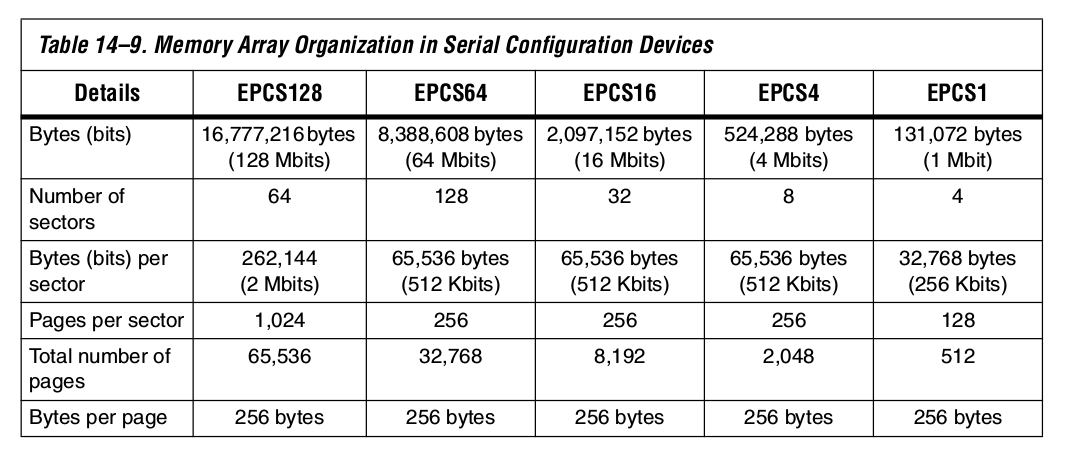 Table 14–9. Memory Array Organization in Serial Configuration Devices
Details EPCS128 EPCS64 EPCS16 EPCS4 EPCS1
Bytes (bits) 16,777,216 bytes 8,388,608 bytes 2,097,152 bytes 524,288 bytes 131,072 bytes
(128 Mbits) (64 Mbits) (16 Mbits) (4 Mbits) (1 Mbit)
Number of 64 128 32 8 4
sectors
Bytes (bits) per 262,144 65,536 bytes 65,536 bytes 65,536 bytes 32,768 bytes
sector (2 Mbits) (512 Kbits) (512 Kbits) (512 Kbits) (256 Kbits)
Pages per sector 1,024 256 256 256 128
Total number of 65,536 32,768 8,192 2,048 512
pages
Bytes per page 256 bytes 256 bytes 256 bytes 256 bytes 256 bytes